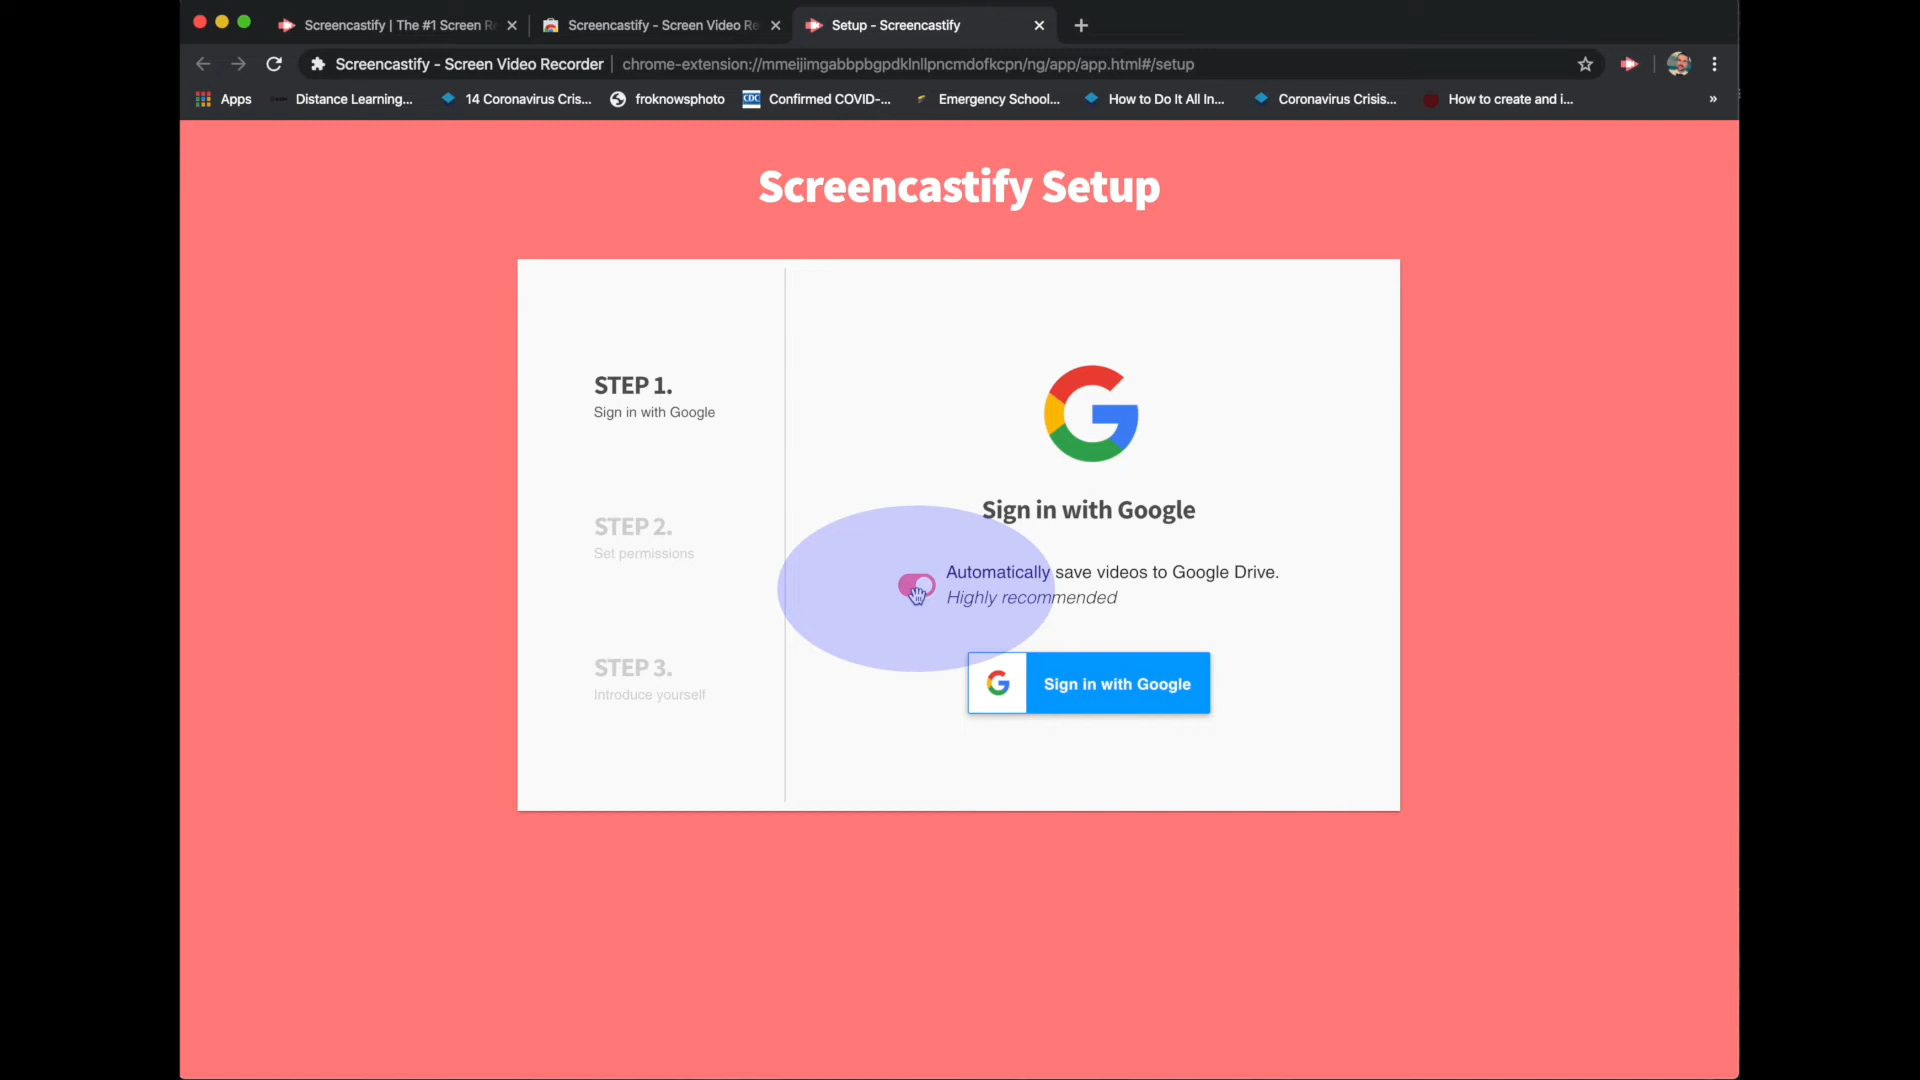 Screencastify | The #1 Screen Re
Screencastify - Screen Video Re
Setup - Screencastify
Screencastify - Screen Video Recorder
chrome-extension://mmeijimgabbpbgpdklnllpncmdofkcpn/ng/app/app.html#/setup
Apps
Distance Learning...
14 Coronavirus Cris...
froknowsphoto
CDC
Confirmed COVID-...
Emergency School...
How to Do It All In...
Coronavirus Crisis...
How to create and i...
»
Screencastify Setup
STEP 1.
Sign in with Google
STEP 2.
Set permissions
STEP 3.
Introduce yourself
Sign in with Google
Automatically save videos to Google Drive.
Highly recommended
Sign in with Google